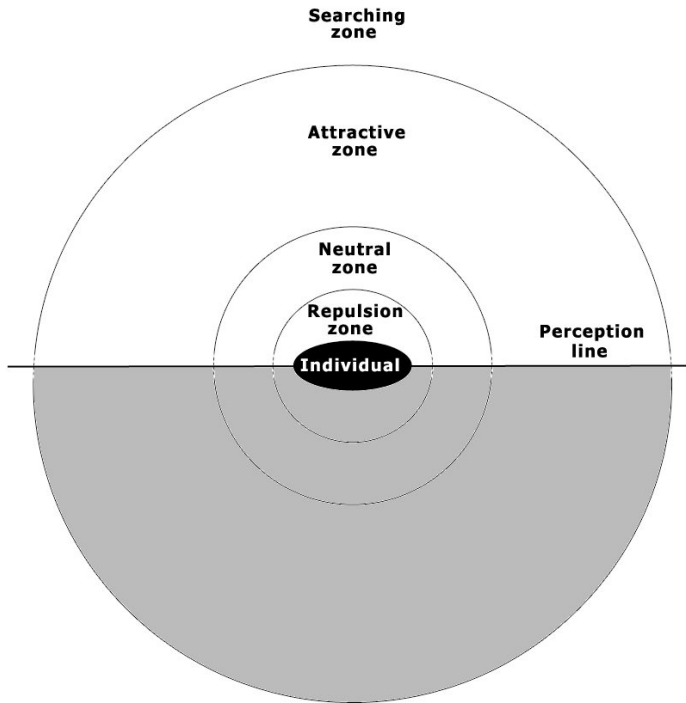 Searching
zone
Attractive
zone
Neutral
zone
Repulsion
zone
Perception
line
Individual